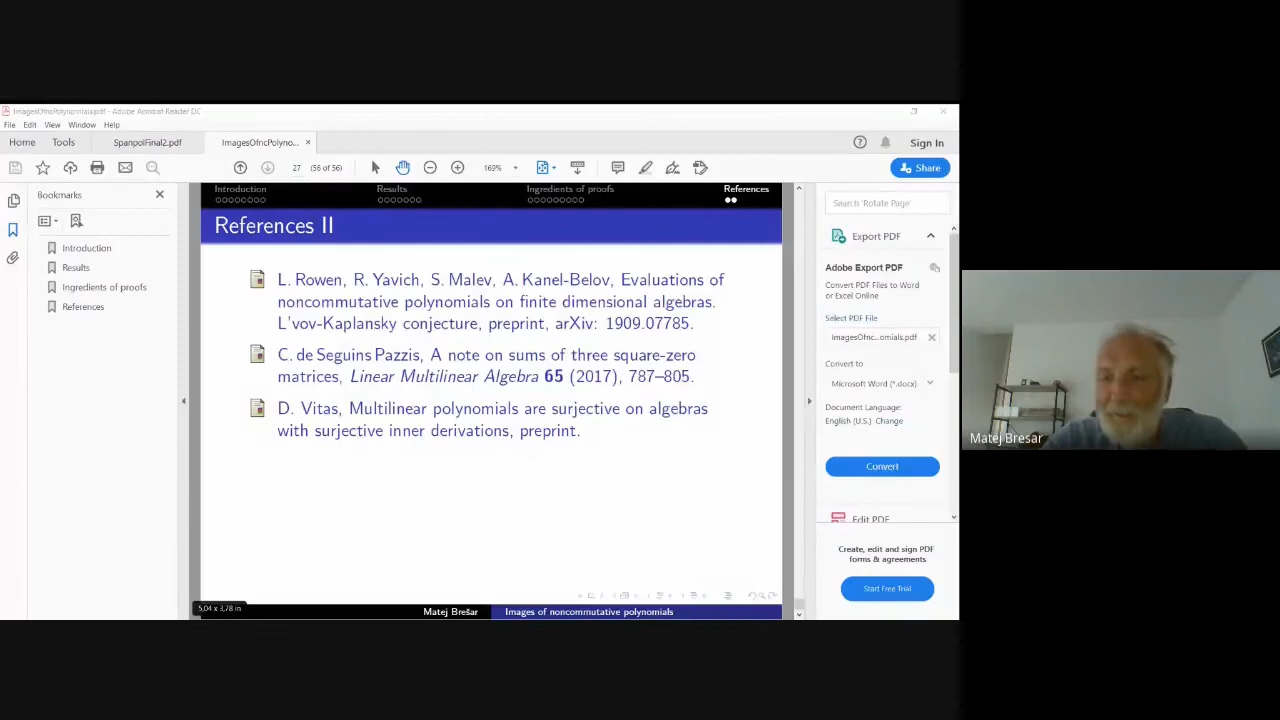 ImagesOfncPolynomials.pdf - Adobe Acrobat Reader DC
File Edit View Window Help
Home Tools SpanpolFinal2.pdf ImagesOfncPolyno... × Sign In
27 (56 of 56) 169% Share
Bookmarks
Introduction
Results
Ingredients of proofs
References
Introduction Results Ingredients of proofs References
References II
L. Rowen, R. Yavich, S. Malev, A. Kanel-Belov, Evaluations of
noncommutative polynomials on finite dimensional algebras.
L'vov-Kaplansky conjecture, preprint, arXiv: 1909.07785.
C. de Seguins Pazzis, A note on sums of three square-zero
matrices, Linear Multilinear Algebra 65 (2017), 787–805.
D. Vitas, Multilinear polynomials are surjective on algebras
with surjective inner derivations, preprint.
5,04 x 3,78 in
Matej Brešar Images of noncommutative polynomials
Search 'Rotate Page'
Export PDF
Adobe Export PDF
Convert PDF Files to Word
or Excel Online
Select PDF File
ImagesOfnc...omials.pdf
Convert to
Microsoft Word (*.docx)
Document Language:
English (U.S.) Change
Convert
Edit PDF
Create, edit and sign PDF
forms & agreements
Start Free Trial
Matej Bresar